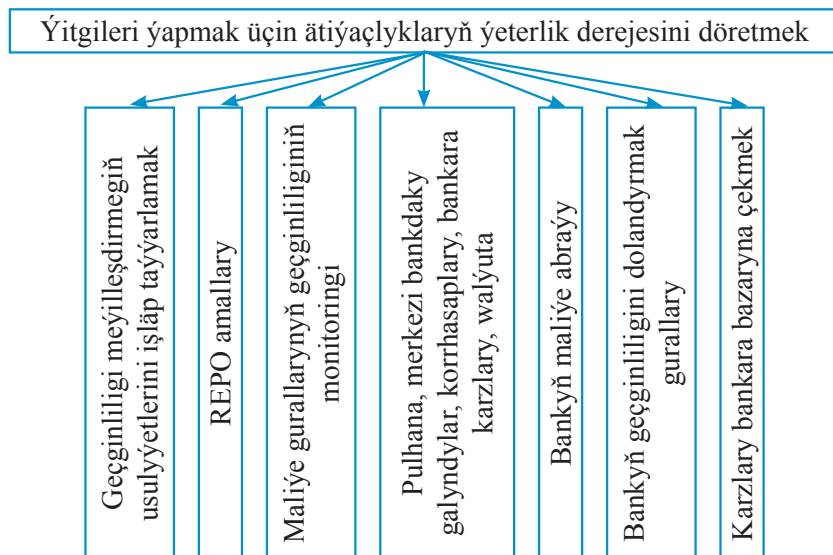 Ýitgileri ýapmak üçin ätiýaçlyklaryň ýeterlik derejesini döretmek
Geçginliligi meýilleşdirmegiň
usulyýetlerini işläp taýýarlamak
REPO amallary
Maliýe gurallarynyň geçginliliginiň
monitoringi
Pulhana, merkezi bankdaky
galyndylar, korrhasaplary, bankara
karzlary, walýuta
Bankyň maliýe abraýy
Bankyň geçginliligini dolandyrmak
gurallary
Karzlary bankara bazaryna çekmek